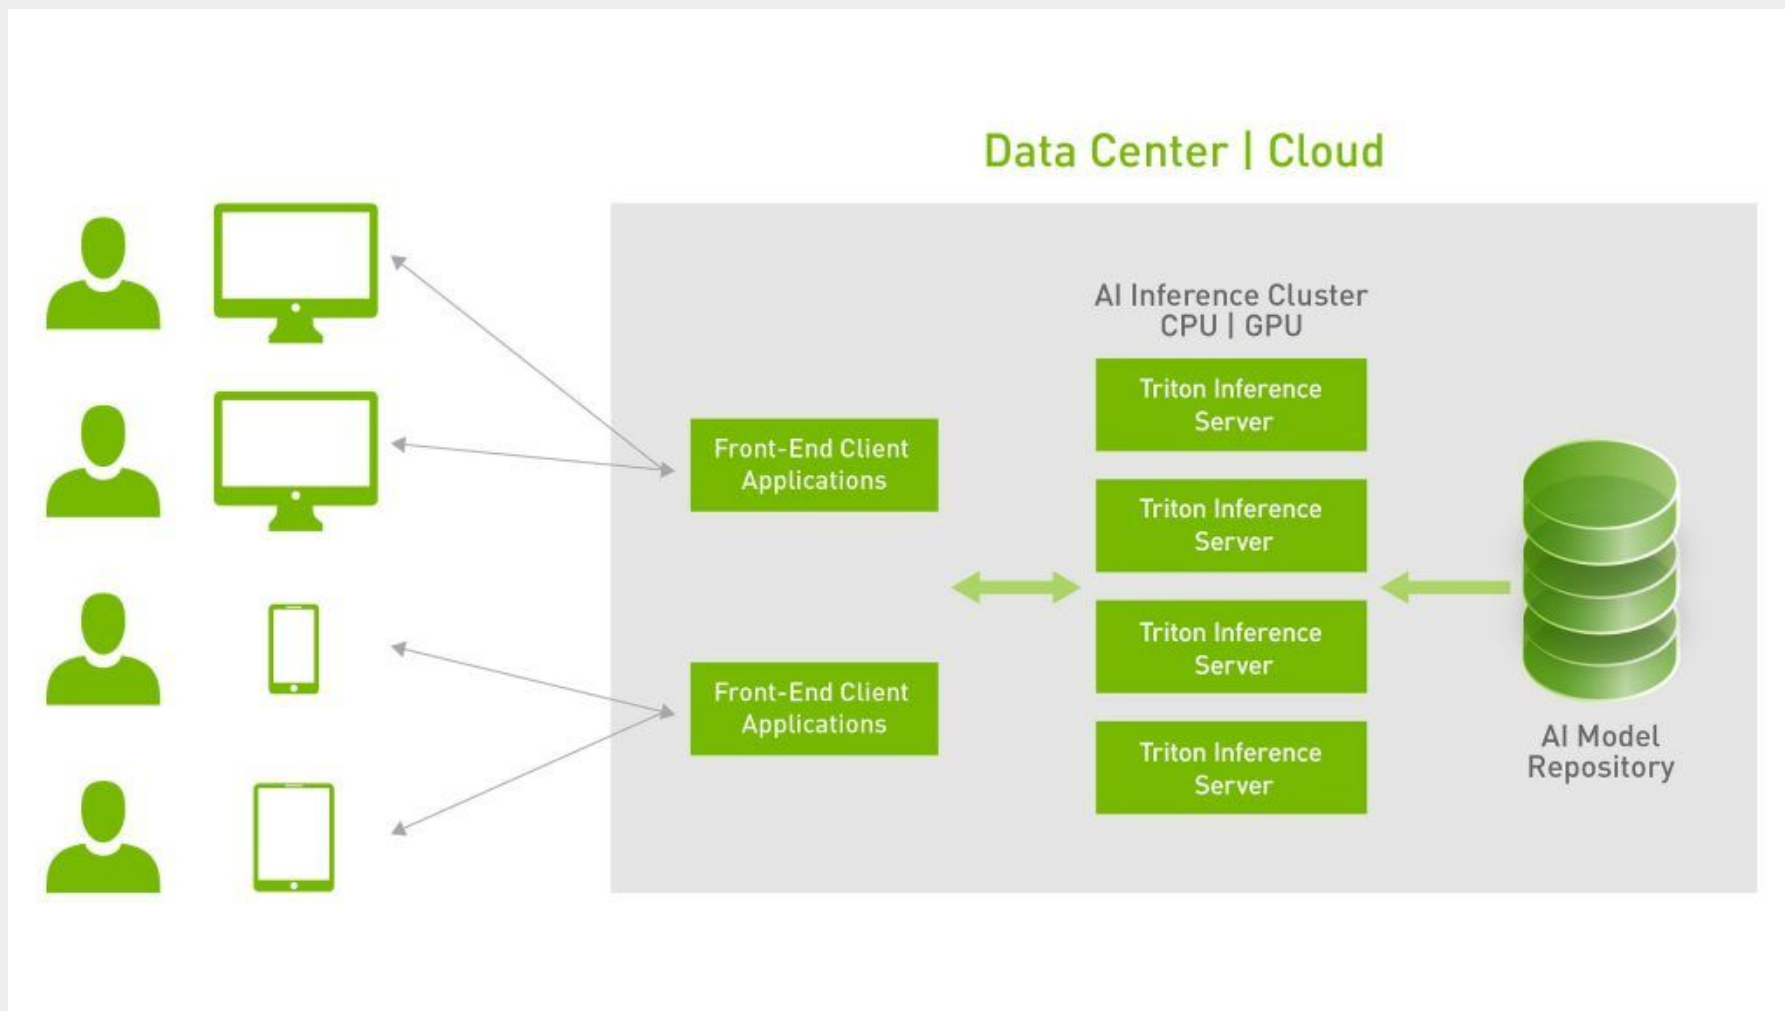 Data Center | Cloud
AI Inference Cluster
CPU | GPU
Front-End Client
Applications
Front-End Client
Applications
Triton Inference
Server
Triton Inference
Server
Triton Inference
Server
Triton Inference
Server
AI Model
Repository